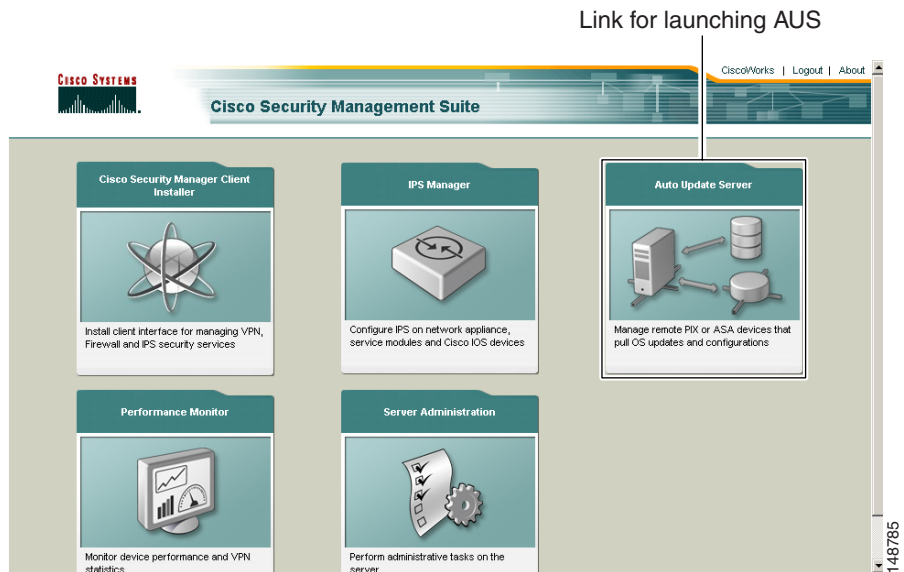 Link for launching AUS
CISCO SYSTEMS
CiscoWorks | Logout | About
Cisco Security Management Suite
Cisco Security Manager Client
Installer
Install client interface for managing VPN,
Firewall and IPS security services
IPS Manager
Configure IPS on network appliance,
service modules and Cisco IOS devices
Auto Update Server
Manage remote PIX or ASA devices that
pull OS updates and configurations
Performance Monitor
Monitor device performance and VPN
statistics
Server Administration
Perform administrative tasks on the
server
148785